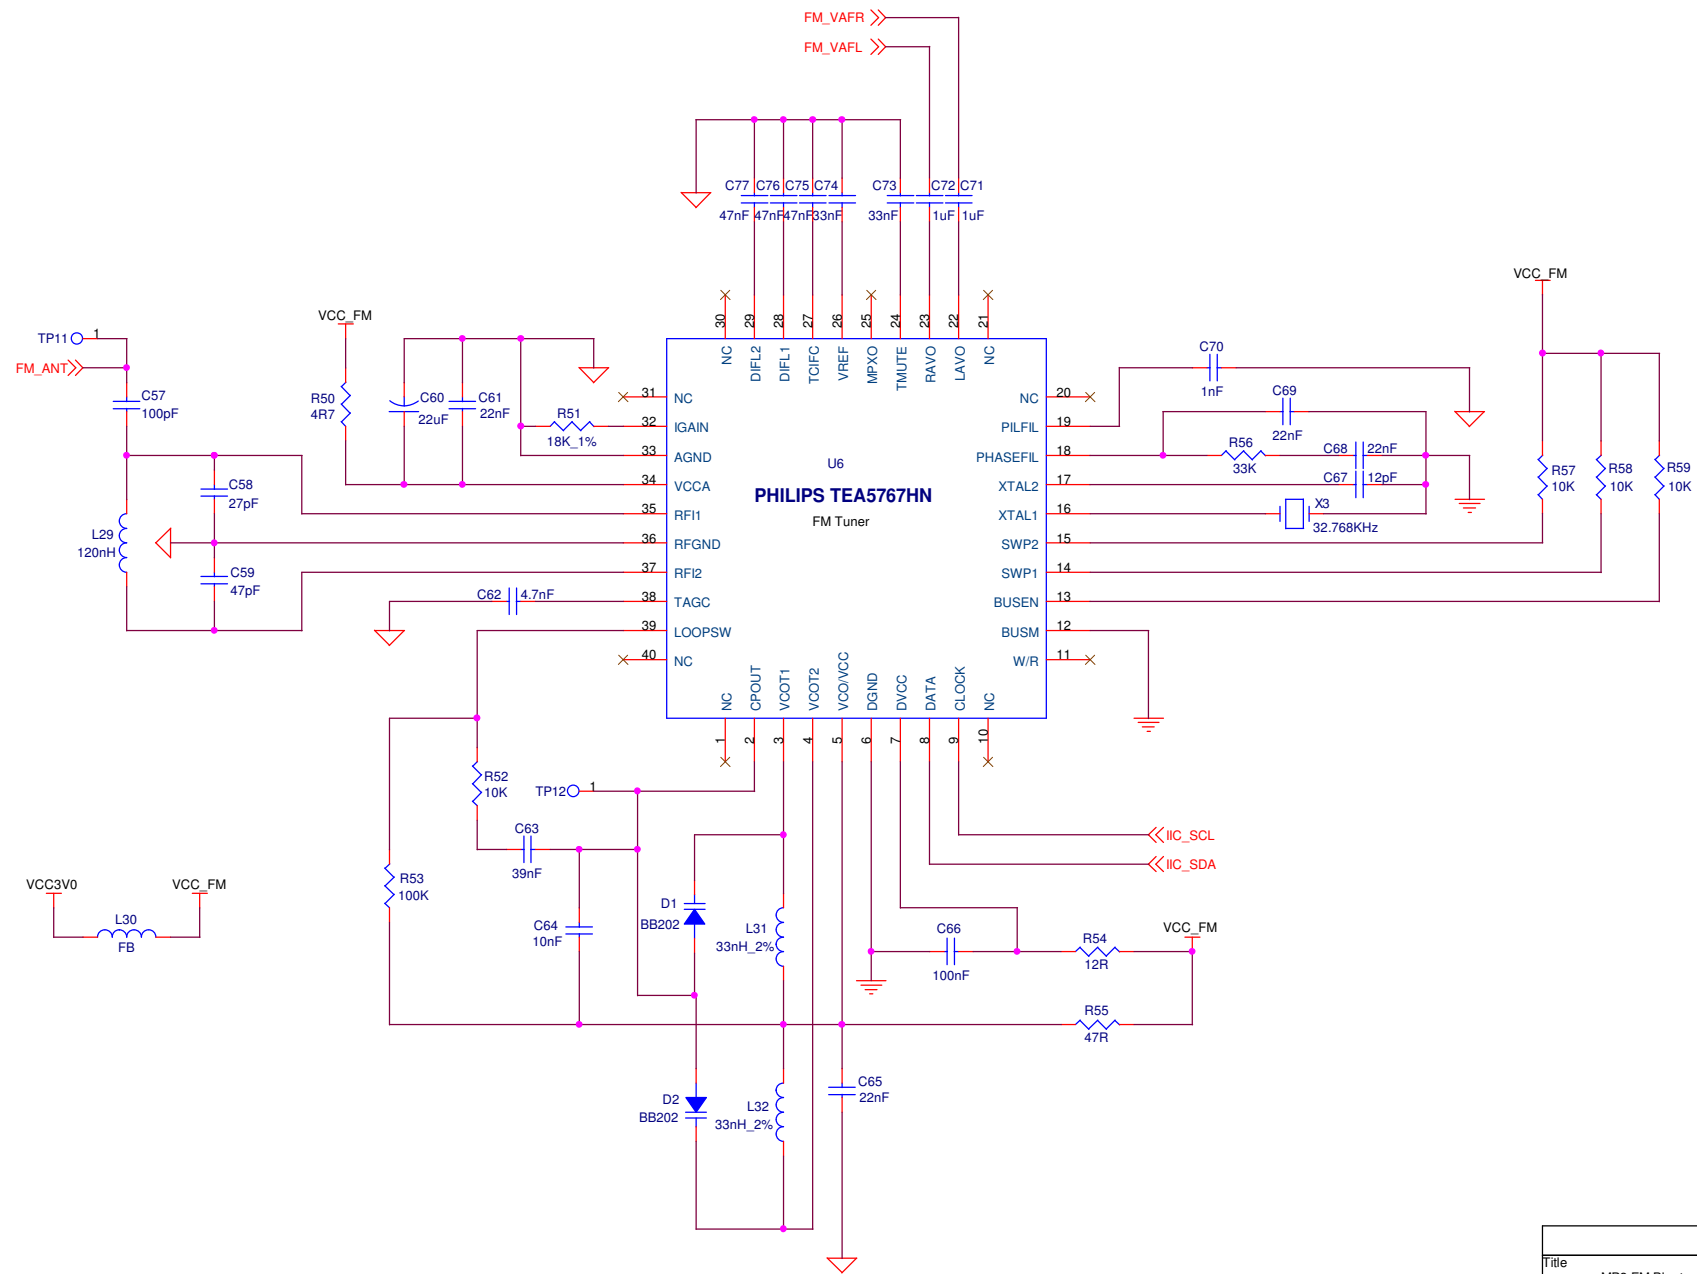 FM_VAFR
FM_VAFL
C77 C76 C75 C74 C73 C72 C71
47nF 47nF 47nF 33nF 33nF 1uF 1uF
VCC_FM
30 29 28 27 26 25 24 23 22 21
NC DIFL2 DIFL1 TCIFC VREF MPXO TMUTE RAVO LAVO NC
TP11 1
FM_ANT
C57
100pF
VCC_FM
R50
4R7
C60
22uF
C61
22nF
R51
18K_1%
C58
27pF
L29
120nH
C59
47pF
C62 4.7nF
31 NC
32 IGAIN
33 AGND
34 VCCA
35 RFI1
36 RFGND
37 RFI2
38 TAGC
39 LOOPSW
40 NC
U6
PHILIPS TEA5767HN
FM Tuner
NC 20
PILFIL 19
PHASEFIL 18
XTAL2 17
XTAL1 16
SWP2 15
SWP1 14
BUSEN 13
BUSM 12
W/R 11
C70
1nF
C69
22nF
R56
33K
C68 22nF
C67 12pF
X3
32.768KHz
R57
10K
R58
10K
R59
10K
NC CPOUT VCOT1 VCOT2 VCO/VCC DGND DVCC DATA CLOCK NC
1 2 3 4 5 6 7 8 9 10
R52
10K
TP12 1
C63
39nF
R53
100K
C64
10nF
D1
BB202
L31
33nH_2%
IIC_SCL
IIC_SDA
C66
100nF
R54
12R
VCC_FM
R55
47R
VCC3V0 VCC_FM
L30
FB
D2
BB202
L32
33nH_2%
C65
22nF
Title